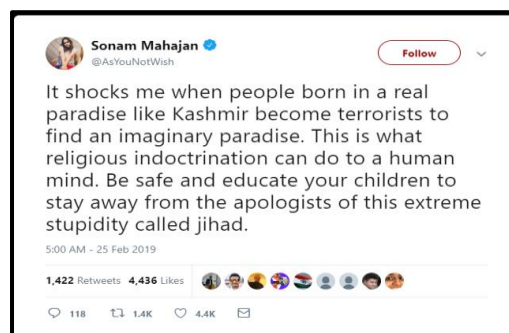 Sonam Mahajan
@AsYouNotWish
Follow
It shocks me when people born in a real
paradise like Kashmir become terrorists to
find an imaginary paradise. This is what
religious indoctrination can do to a human
mind. Be safe and educate your children to
stay away from the apologists of this extreme
stupidity called jihad.
5:00 AM - 25 Feb 2019
1,422 Retweets 4,436 Likes
118 1.4K 4.4K